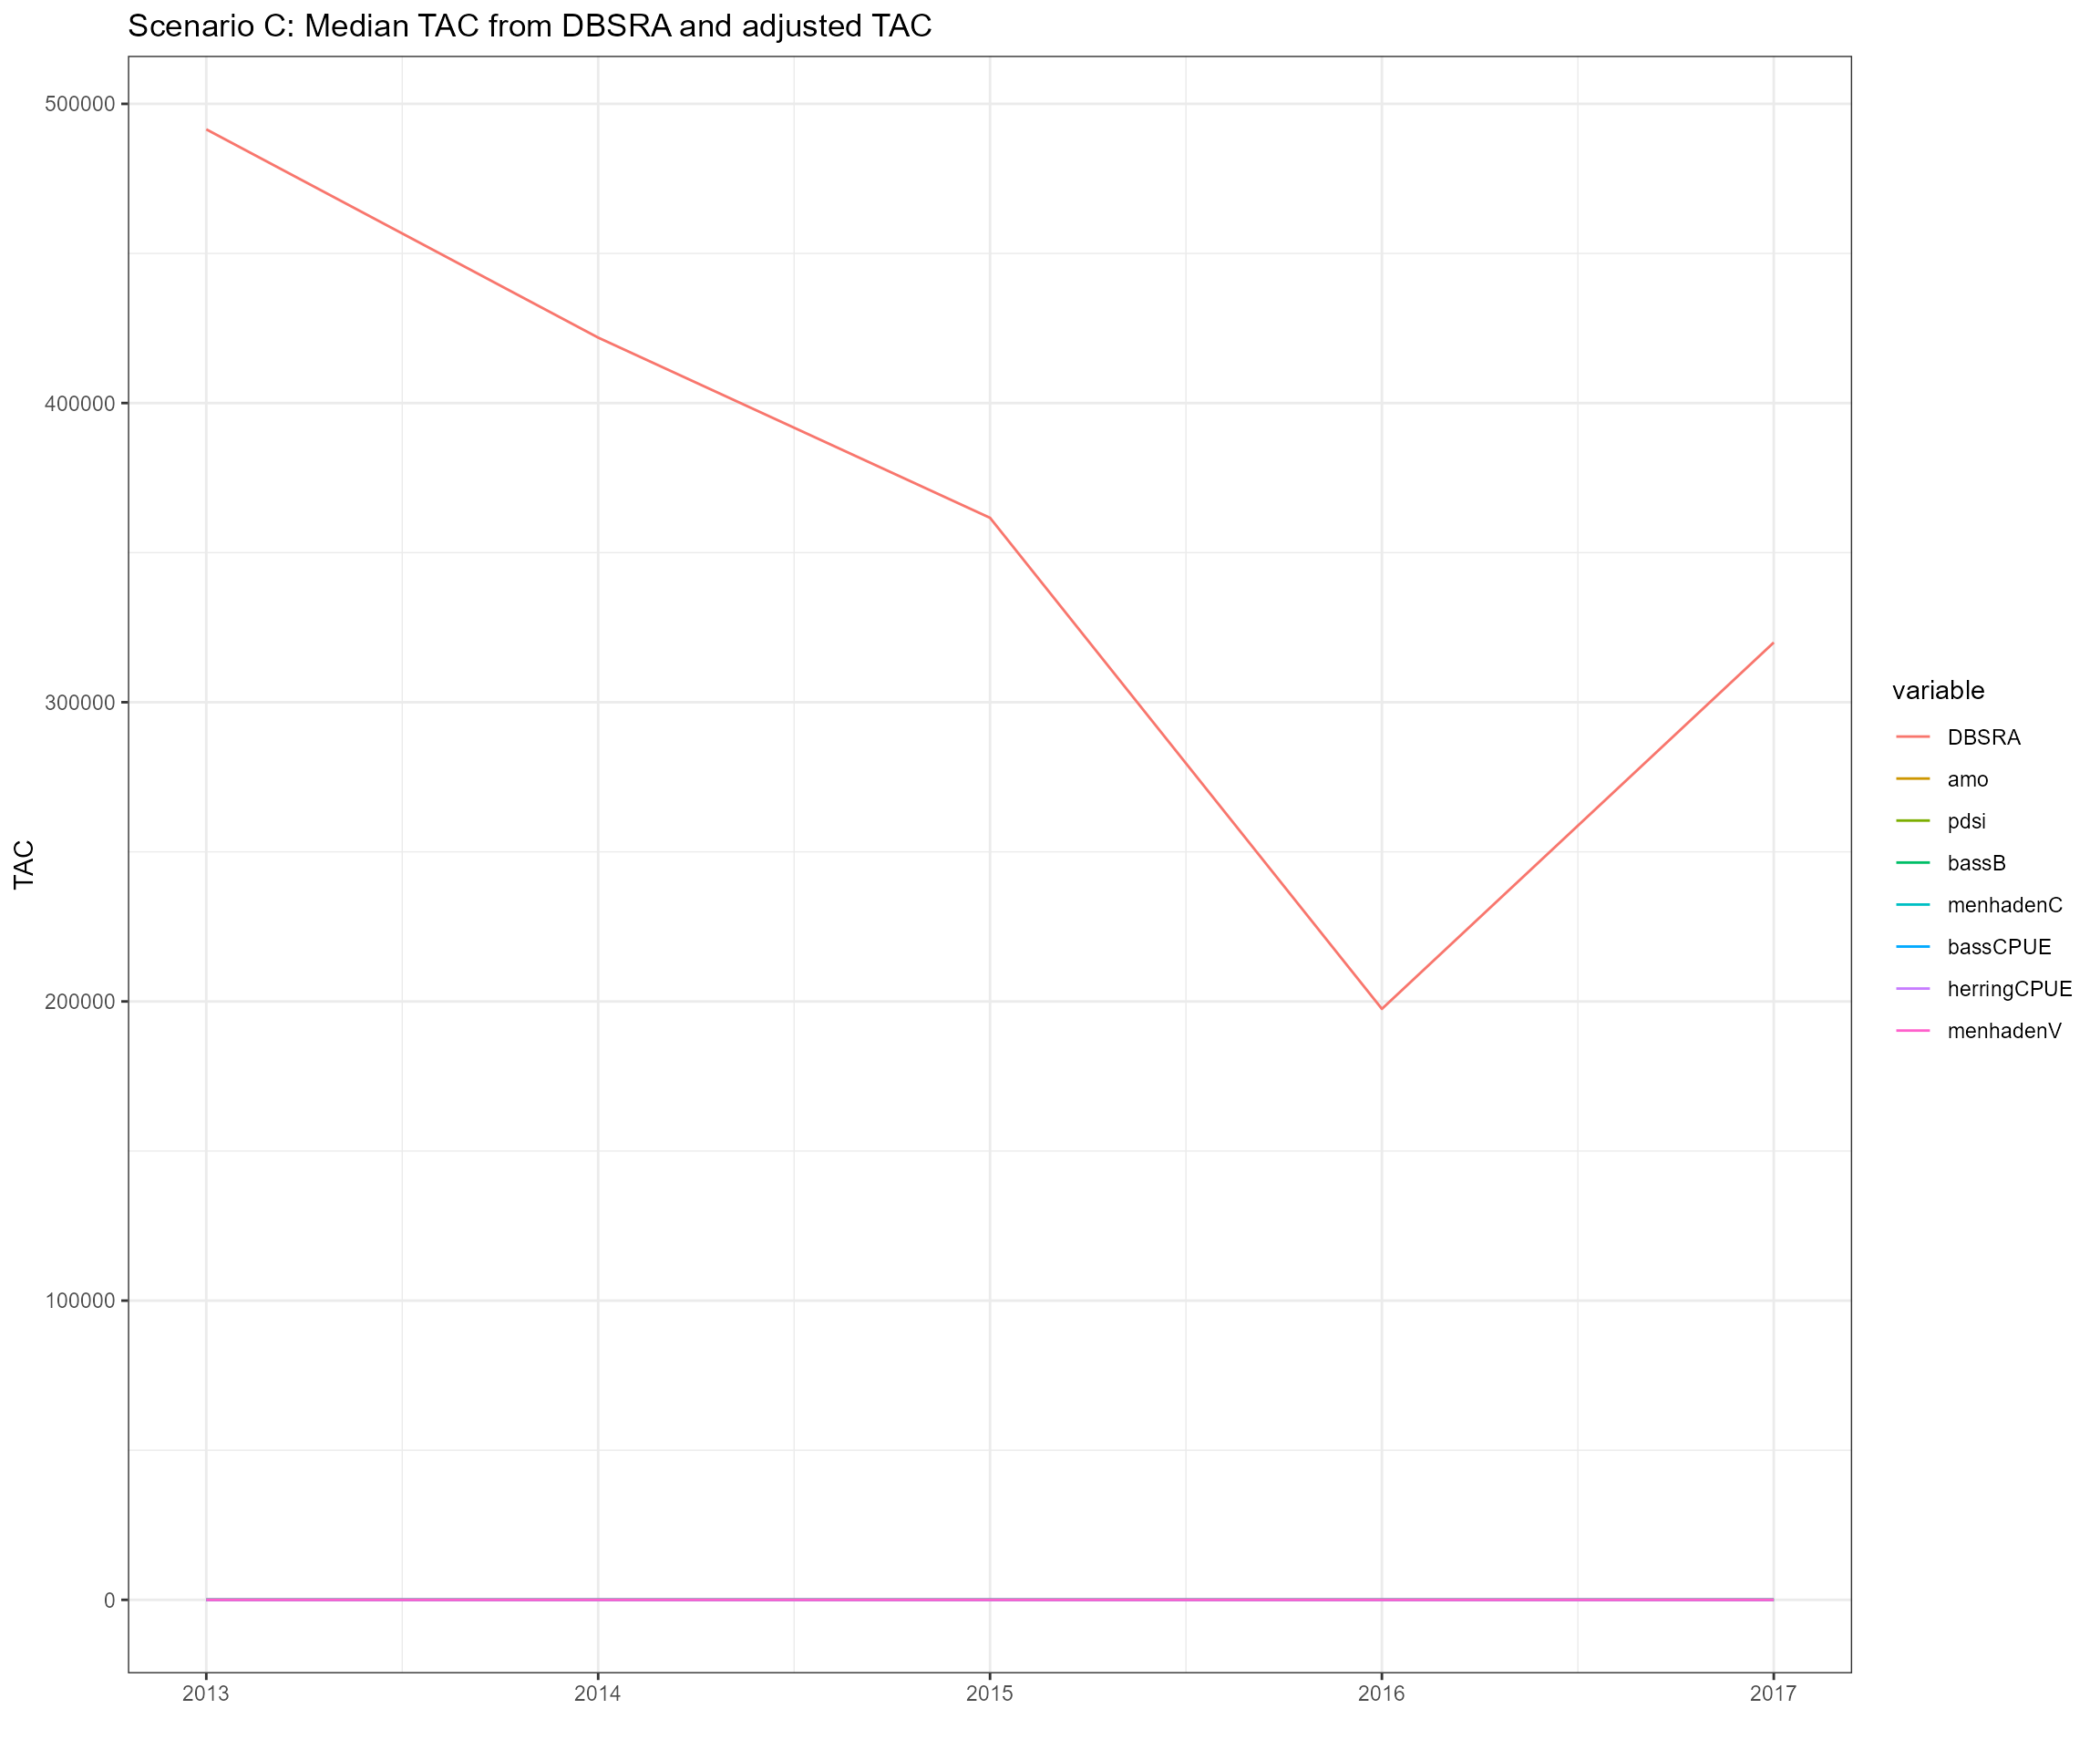 Scenario C: Median TAC from DBSRA and adjusted TAC
500000
400000
300000
200000
100000
0
TAC
2013
2014
2015
2016
2017
variable
DBSRA
amo
pdsi
bassB
menhadenC
bassCPUE
herringCPUE
menhadenV